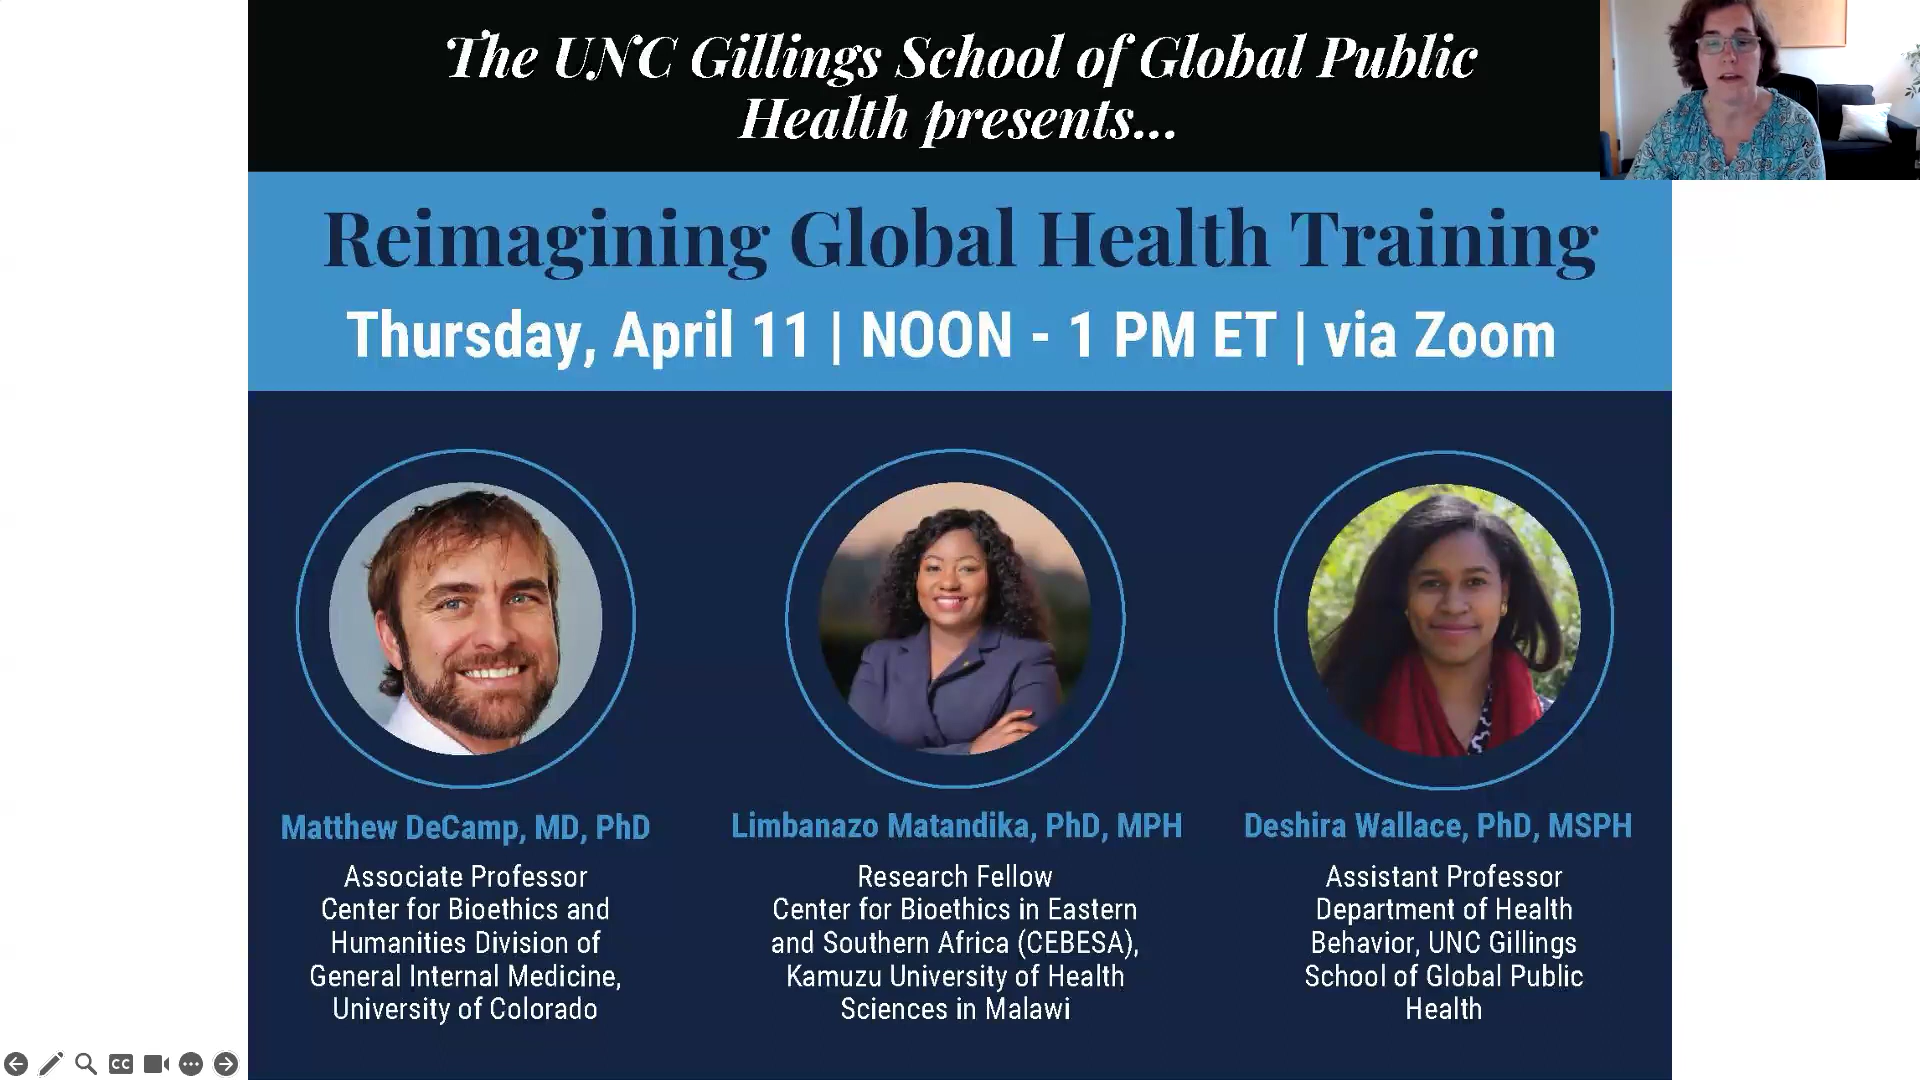 The UNC Gillings School of Global Public
Health presents...
Reimagining Global Health Training
Thursday, April 11 | NOON - 1 PM ET | via Zoom
Matthew DeCamp, MD, PhD
Associate Professor
Center for Bioethics and
Humanities Division of
General Internal Medicine,
University of Colorado
Limbanazo Matandika, PhD, MPH
Research Fellow
Center for Bioethics in Eastern
and Southern Africa (CEBESA),
Kamuzu University of Health
Sciences in Malawi
Deshira Wallace, PhD, MSPH
Assistant Professor
Department of Health
Behavior, UNC Gillings
School of Global Public
Health
CC